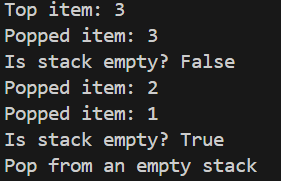 Top item: 3
Popped item: 3
Is stack empty? False
Popped item: 2
Popped item: 1
Is stack empty? True
Pop from an empty stack